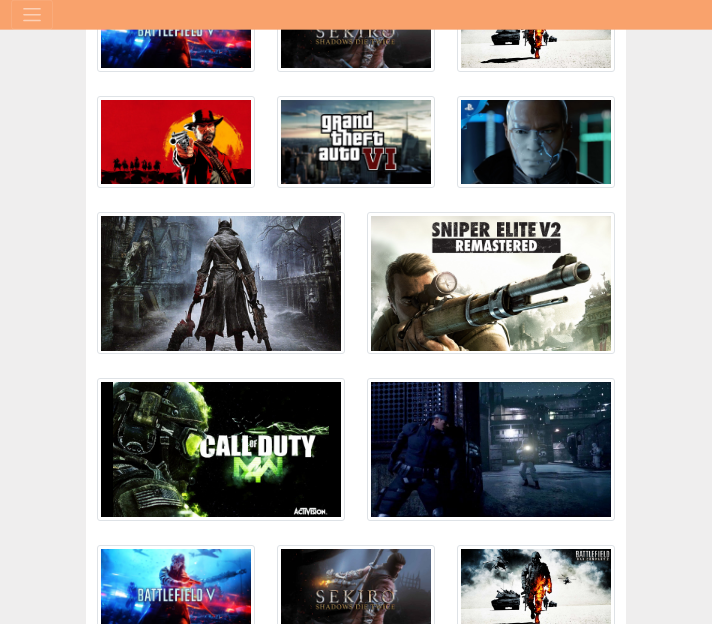 BATTLEFIELD V
SEKIRO
SHADOWS DIE TWICE
grand
theft
auto
VI
SNIPER ELITE V2
REMASTERED
CALL OF DUTY
MW
ACTIVISION.
BATTLEFIELD V
SEKIRO
SHADOWS DIE TWICE
BATTLEFIELD
BAD COMPANY 2